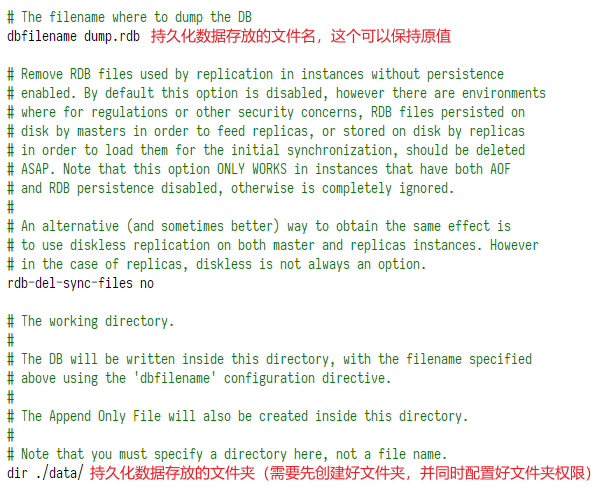 # The filename where to dump the DB
dbfilename dump.rdb 持久化数据存放的文件名，这个可以保持原值
# Remove RDB files used by replication in instances without persistence
# enabled. By default this option is disabled, however there are environments
# where for regulations or other security concerns, RDB files persisted on
# disk by masters in order to feed replicas, or stored on disk by replicas
# in order to load them for the initial synchronization, should be deleted
# ASAP. Note that this option ONLY WORKS in instances that have both AOF
# and RDB persistence disabled, otherwise is completely ignored.
#
# An alternative (and sometimes better) way to obtain the same effect is
# to use diskless replication on both master and replicas instances. However
# in the case of replicas, diskless is not always an option.
rdb-del-sync-files no
# The working directory.
#
# The DB will be written inside this directory, with the filename specified
# above using the 'dbfilename' configuration directive.
#
# The Append Only File will also be created inside this directory.
#
# Note that you must specify a directory here, not a file name.
dir ./data/ 持久化数据存放的文件夹（需要先创建好文件夹，并同时配置好文件夹权限）